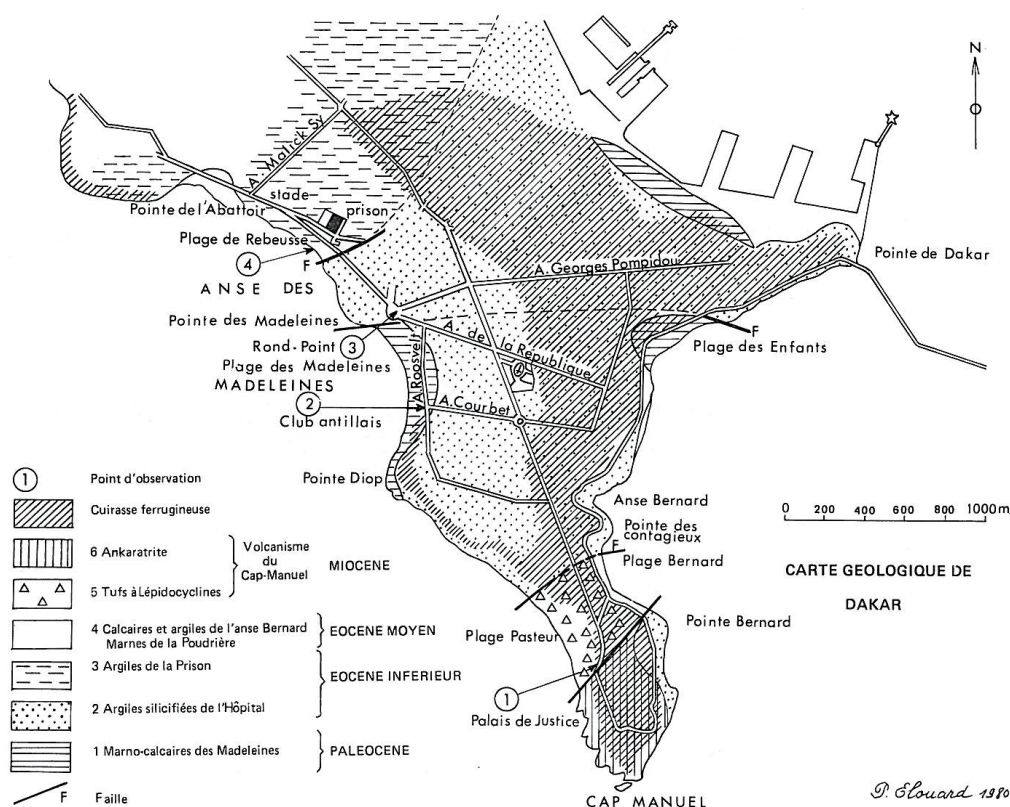 N
A. Malick Sy
stade
prison
Pointe de l'Abattoir
Plage de Rebeusse
4
F
ANSE DES
A. Georges Pompidou
Pointe de Dakar
Pointe des Madeleines
Rond-Point
3
Plage des Madeleines
MADELEINES
A. de la République
F
Plage des Enfants
A. Roosvelt
2
A. Courbet
Club antillais
Pointe Diop
Anse Bernard
Pointe des
contagieux
F
Plage Bernard
Pointe Bernard
Plage Pasteur
1
Palais de Justice
CAP MANUEL
0 200 400 600 800 1000m
CARTE GEOLOGIQUE DE
DAKAR
1 Point d'observation
Cuirasse ferrugineuse
6 Ankaratrite
5 Tufs à Lépidocyclines
Volcanisme
du
Cap-Manuel
MIOCENE
4 Calcaires et argiles de l'anse Bernard
Marnes de la Poudrière
EOCENE MOYEN
3 Argiles de la Prison
2 Argiles silicifiées de l'Hôpital
EOCENE INFERIEUR
1 Marno-calcaires des Madeleines
PALEOCENE
F Faille
P. Elouard 1980